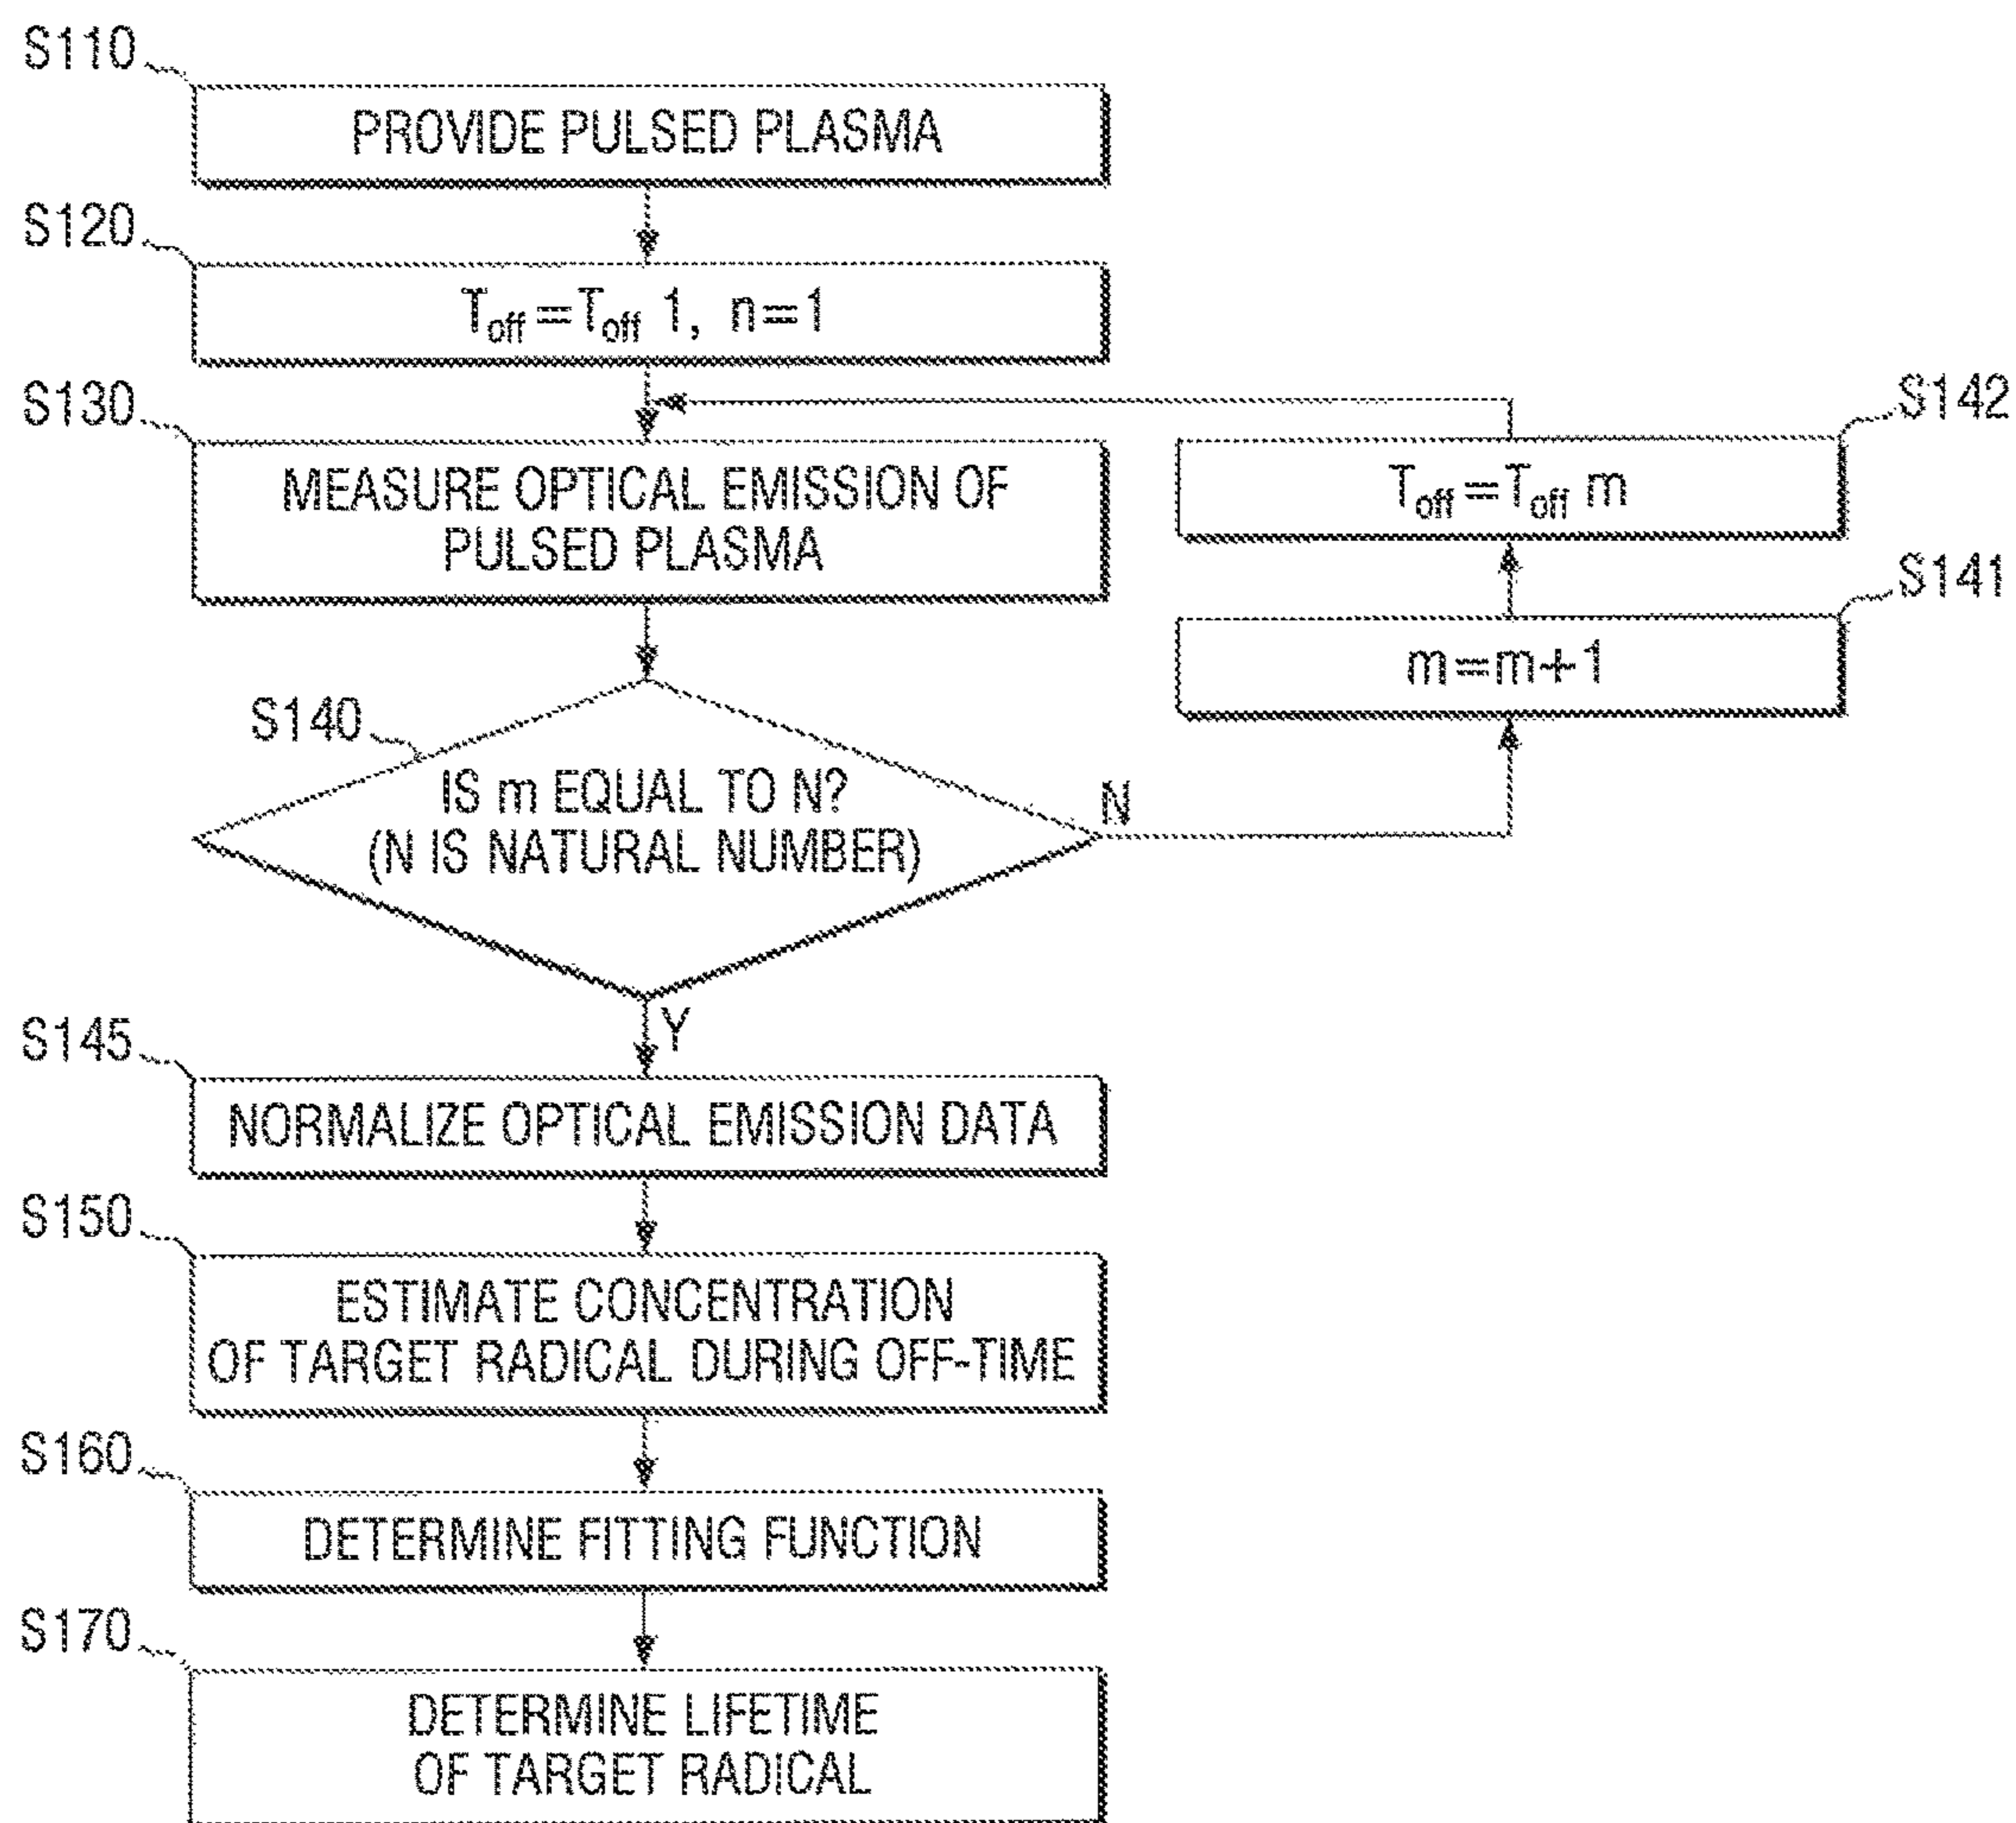 S110
PROVIDE PULSED PLASMA
S120
Toff=Toff 1, n=1
S130
MEASURE OPTICAL EMISSION OF
PULSED PLASMA
S142
Toff=Toff m
S141
m=m+1
S140
IS m EQUAL TO N?
(N IS NATURAL NUMBER)
N
Y
S145
NORMALIZE OPTICAL EMISSION DATA
S150
ESTIMATE CONCENTRATION
OF TARGET RADICAL DURING OFF-TIME
S160
DETERMINE FITTING FUNCTION
S170
DETERMINE LIFETIME
OF TARGET RADICAL